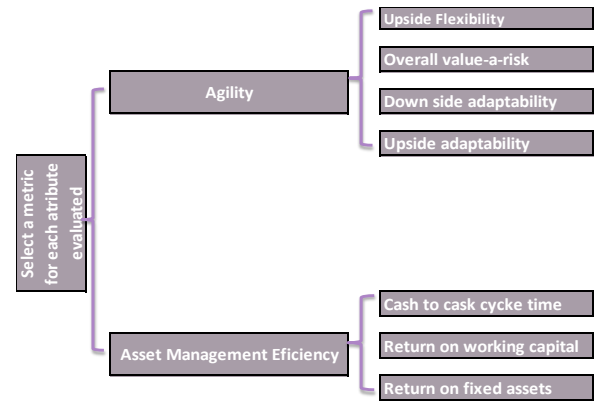 Select a metric
for each atribute
evaluated
Agility
Upside Flexibility
Overall value-a-risk
Down side adaptability
Upside adaptability
Asset Management Eficiency
Cash to cask cycke time
Return on working capital
Return on fixed assets